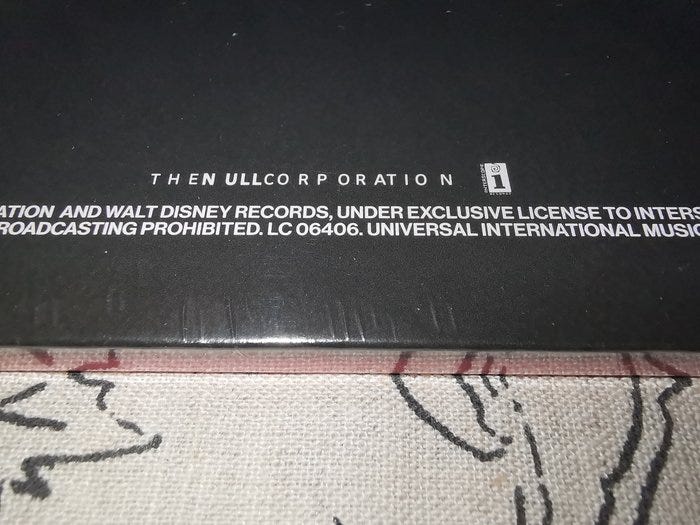 THE NULL CORPORATION
INTERSCOPE
i
ATION AND WALT DISNEY RECORDS, UNDER EXCLUSIVE LICENSE TO INTERS
ROADCASTING PROHIBITED. LC 06406. UNIVERSAL INTERNATIONAL MUSIC